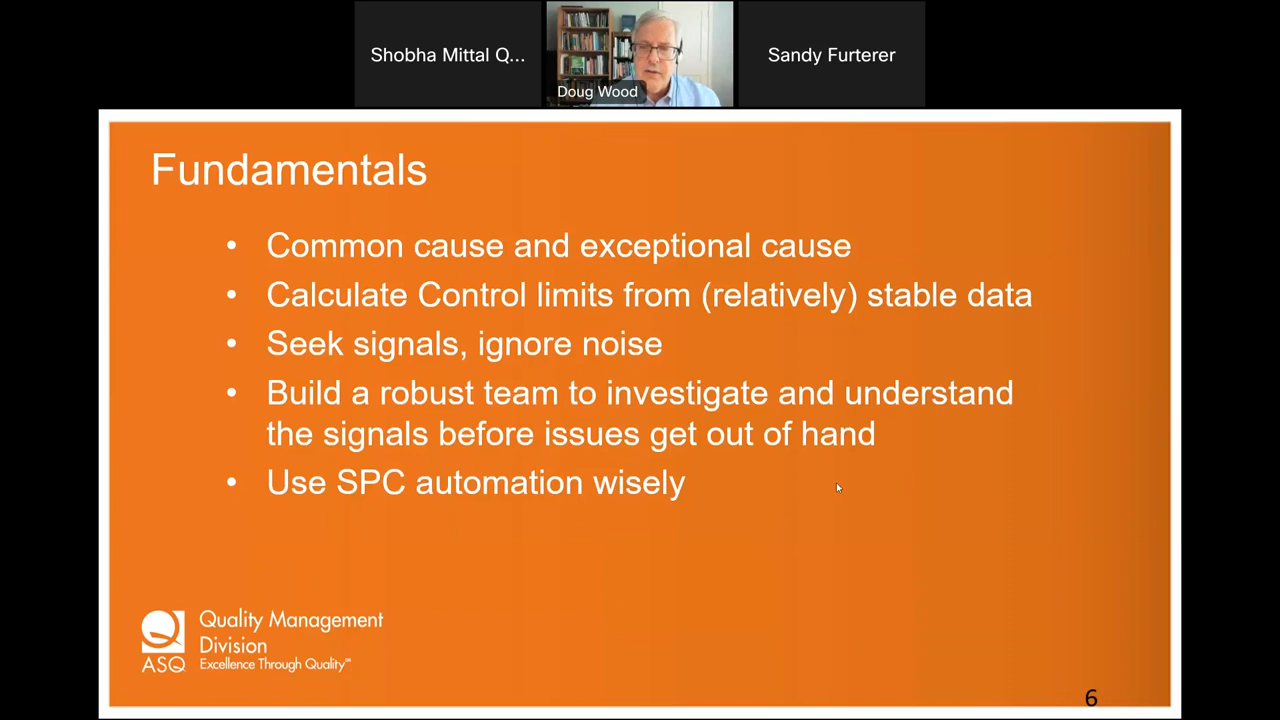 Shobha Mittal Q...
Doug Wood
Sandy Furterer
Fundamentals
• Common cause and exceptional cause
• Calculate Control limits from (relatively) stable data
• Seek signals, ignore noise
• Build a robust team to investigate and understand
the signals before issues get out of hand
• Use SPC automation wisely
Quality Management
Division
ASQ Excellence Through Quality™
6